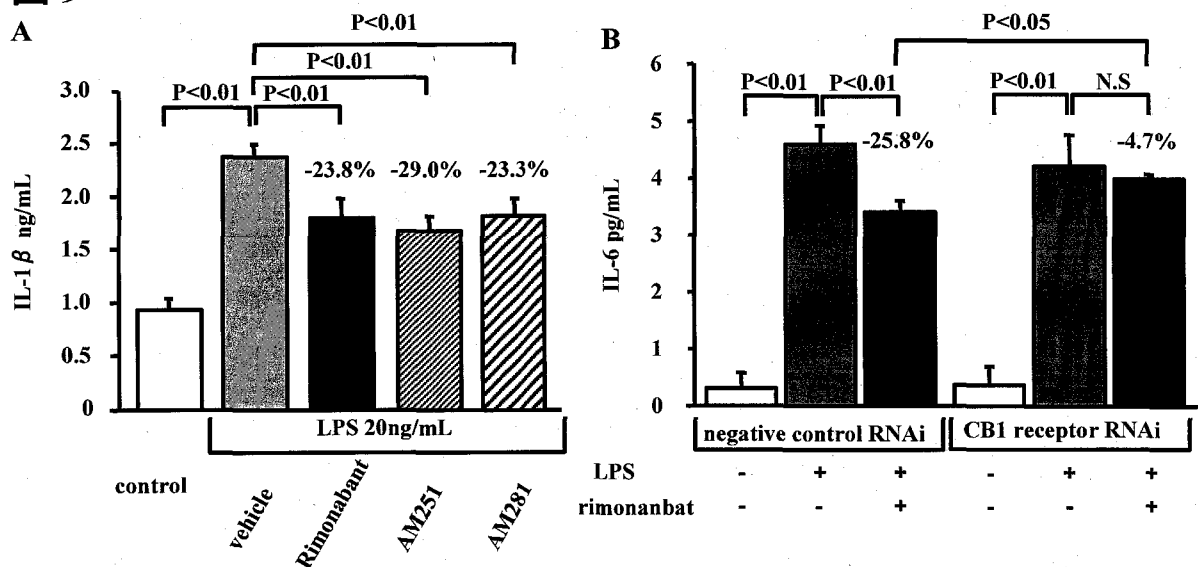 図9
A
P<0.01
P<0.01
P<0.01 P<0.01
3.0
2.5
2.0
1.5
1.0
0.5
0
IL-1β ng/mL
-23.8% -29.0% -23.3%
LPS 20ng/mL
control
vehicle
Rimonabant
AM251
AM281
B
P<0.05
P<0.01 P<0.01 P<0.01 N.S
6
5
4
3
2
1
0
IL-6 pg/mL
-25.8% -4.7%
negative control RNAi CB1 receptor RNAi
LPS - + + - + +
rimonanbat - - + - - +